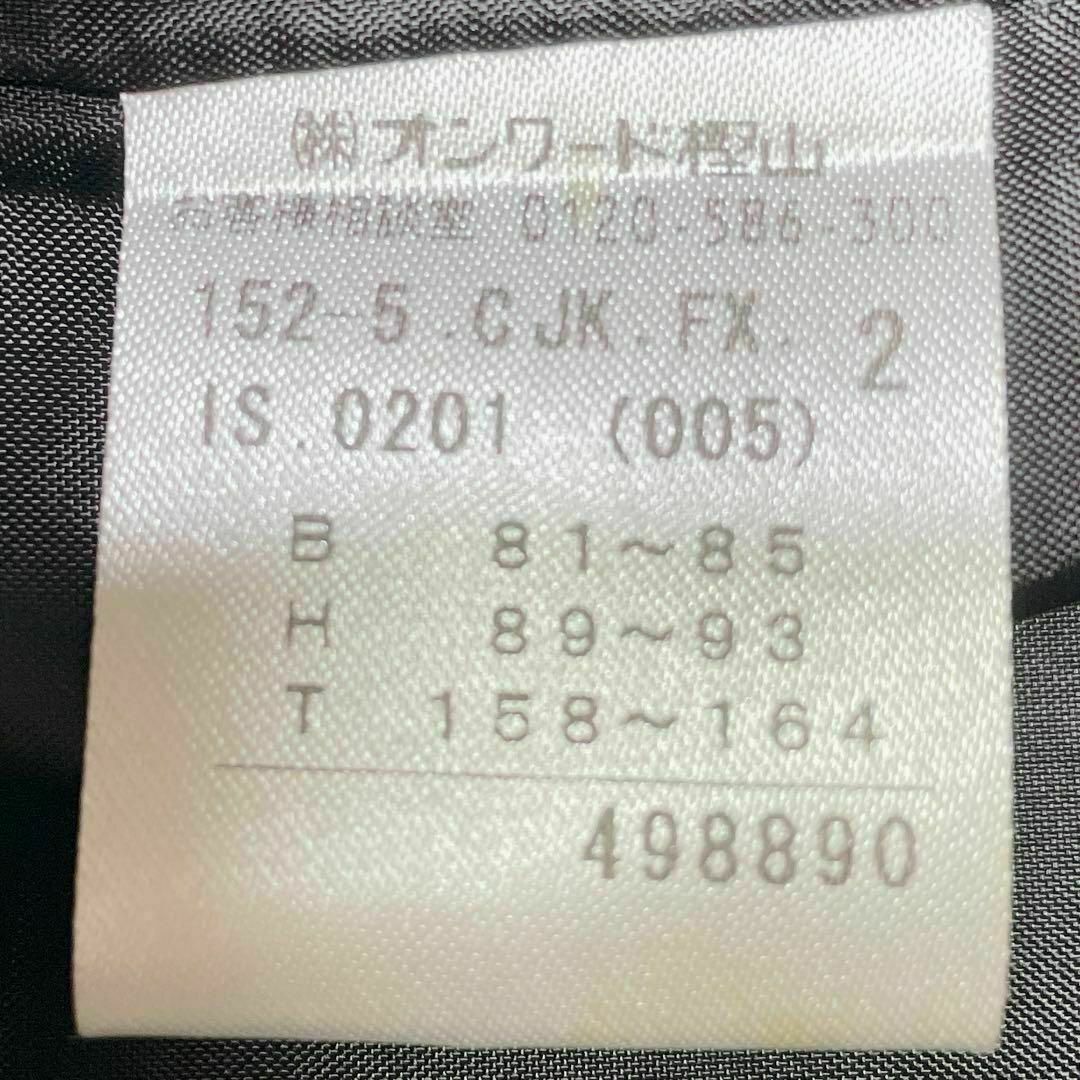 ㈱オンワード樫山
お客様相談室 0120-586-300
152-5.CJK.FX. 2
IS.0201 (005)
B 81～85
H 89～93
T 158～164
498890